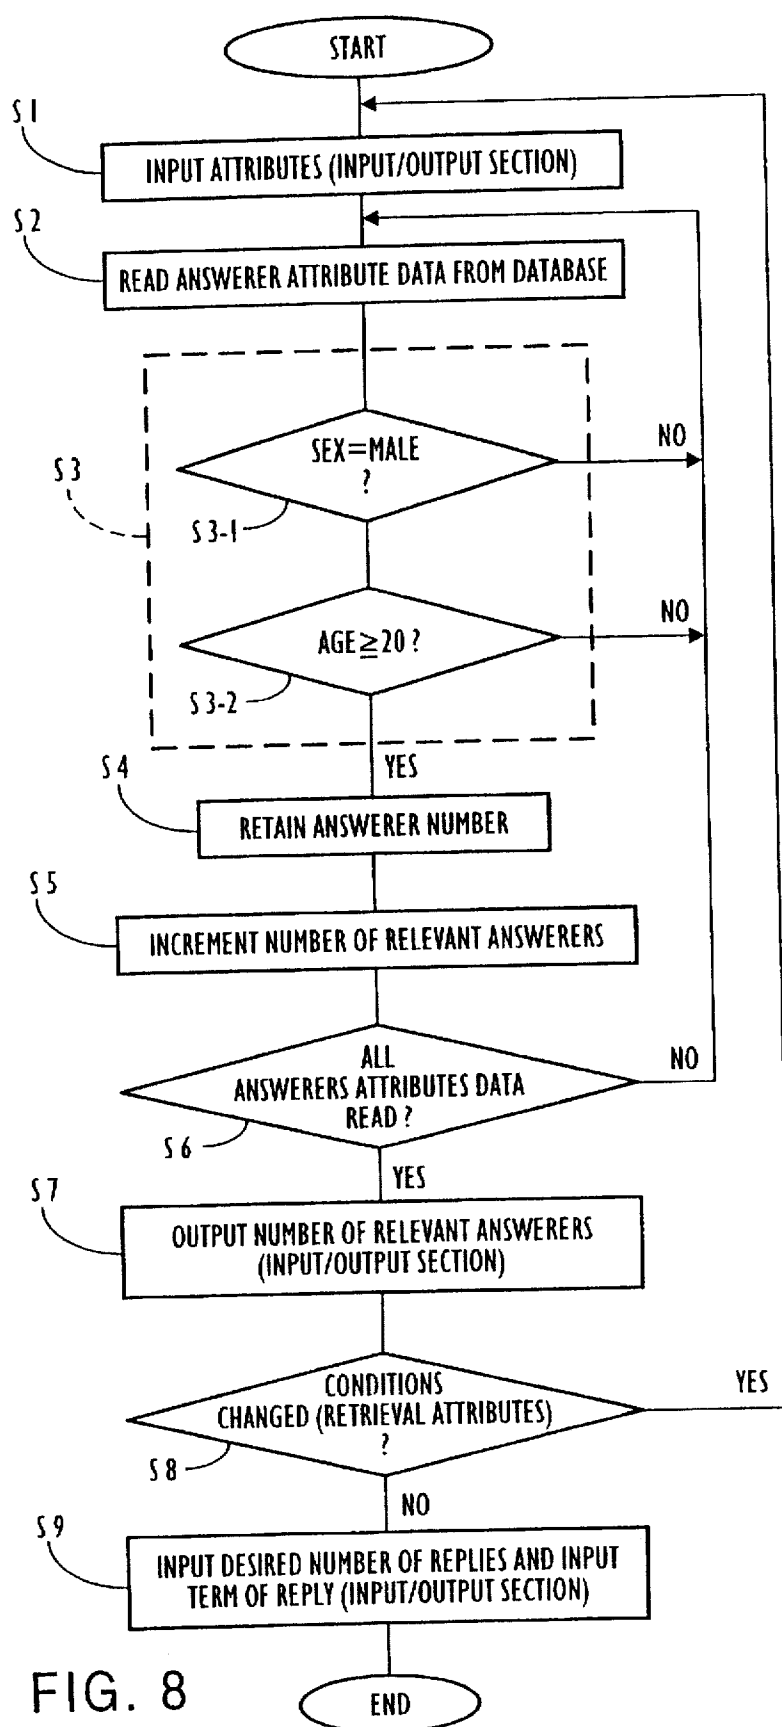 START
S1
INPUT ATTRIBUTES (INPUT/OUTPUT SECTION)
S2
READ ANSWERER ATTRIBUTE DATA FROM DATABASE
SEX=MALE
?
NO
S3
S3-1
AGE≧20?
NO
S3-2
YES
S4
RETAIN ANSWERER NUMBER
S5
INCREMENT NUMBER OF RELEVANT ANSWERERS
ALL
ANSWERERS ATTRIBUTES DATA
READ?
NO
S6
YES
S7
OUTPUT NUMBER OF RELEVANT ANSWERERS
(INPUT/OUTPUT SECTION)
CONDITIONS
CHANGED (RETRIEVAL ATTRIBUTES)
?
YES
S8
NO
S9
INPUT DESIRED NUMBER OF REPLIES AND INPUT
TERM OF REPLY (INPUT/OUTPUT SECTION)
END
FIG. 8